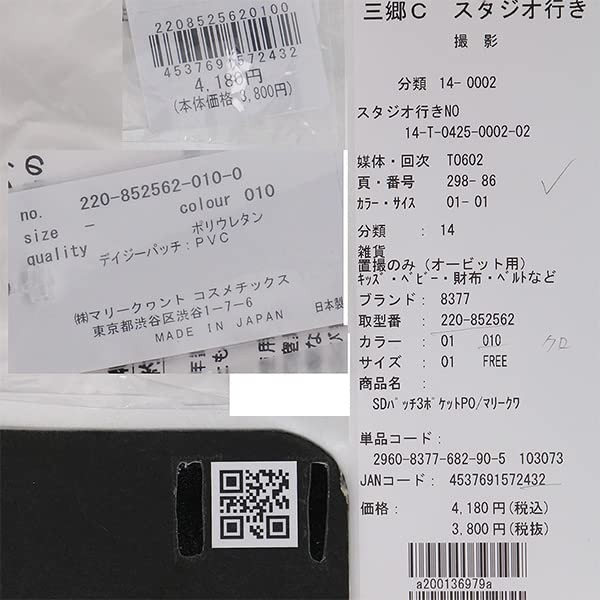 2208525620100
4537691572432
4,180円
(本体価格 3,800円)
no. 220-852562-010-0
size - colour 010
quality ポリウレタン
デイジーパッチ:PVC
㈱マリークヮント コスメチックス
東京都渋谷区渋谷1-7-6
MADE IN JAPAN
日本製
三郷C スタジオ行き
撮影
分類 14-0002
スタジオ行きNO
14-T-0425-0002-02
媒体・回次 T0602
頁・番号 298-86
カラー・サイズ 01-01
分類 : 14
雑貨
置撮のみ(オービット用)
キッズ・ベビー・財布・ベルトなど
ブランド : 8377
取型番 : 220-852562
カラー : 01 010 クロ
サイズ : 01 FREE
商品名 :
SDパッチ3ポケットPO/マリークワ
単品コード :
2960-8377-682-90-5 103073
JANコード : 4537691572432
価格 : 4,180円(税込)
3,800円(税抜)
a200136979a